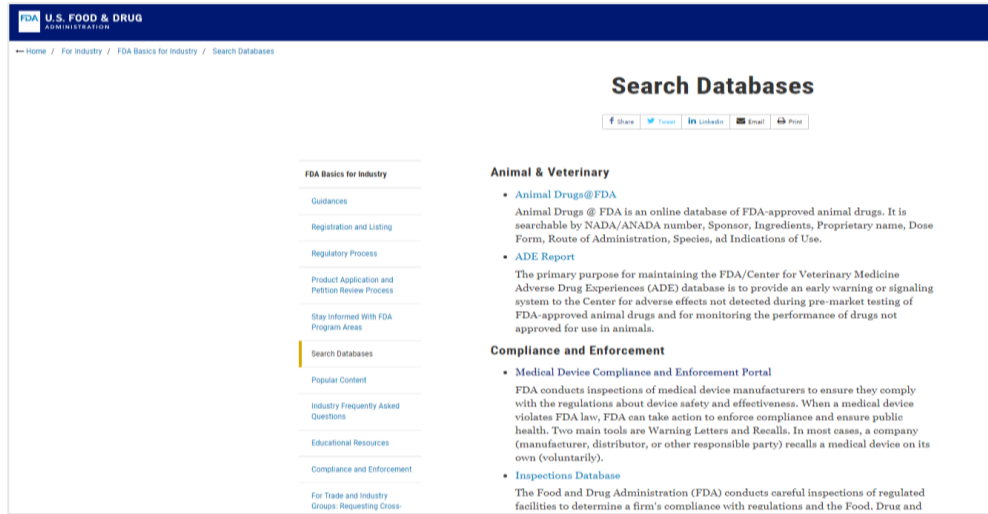 FDA U.S. FOOD & DRUG
ADMINISTRATION
← Home / For Industry / FDA Basics for Industry / Search Databases
Search Databases
f Share Tweet in Linkedin Email Print
FDA Basics for Industry
Guidances
Registration and Listing
Regulatory Process
Product Application and
Petition Review Process
Stay Informed With FDA
Program Areas
Search Databases
Popular Content
Industry Frequently Asked
Questions
Educational Resources
Compliance and Enforcement
For Trade and Industry
Groups: Requesting Cross-
Animal & Veterinary
• Animal Drugs@FDA
Animal Drugs @ FDA is an online database of FDA-approved animal drugs. It is
searchable by NADA/ANADA number, Sponsor, Ingredients, Proprietary name, Dose
Form, Route of Administration, Species, ad Indications of Use.
• ADE Report
The primary purpose for maintaining the FDA/Center for Veterinary Medicine
Adverse Drug Experiences (ADE) database is to provide an early warning or signaling
system to the Center for adverse effects not detected during pre-market testing of
FDA-approved animal drugs and for monitoring the performance of drugs not
approved for use in animals.
Compliance and Enforcement
• Medical Device Compliance and Enforcement Portal
FDA conducts inspections of medical device manufacturers to ensure they comply
with the regulations about device safety and effectiveness. When a medical device
violates FDA law, FDA can take action to enforce compliance and ensure public
health. Two main tools are Warning Letters and Recalls. In most cases, a company
(manufacturer, distributor, or other responsible party) recalls a medical device on its
own (voluntarily).
• Inspections Database
The Food and Drug Administration (FDA) conducts careful inspections of regulated
facilities to determine a firm's compliance with regulations and the Food, Drug and